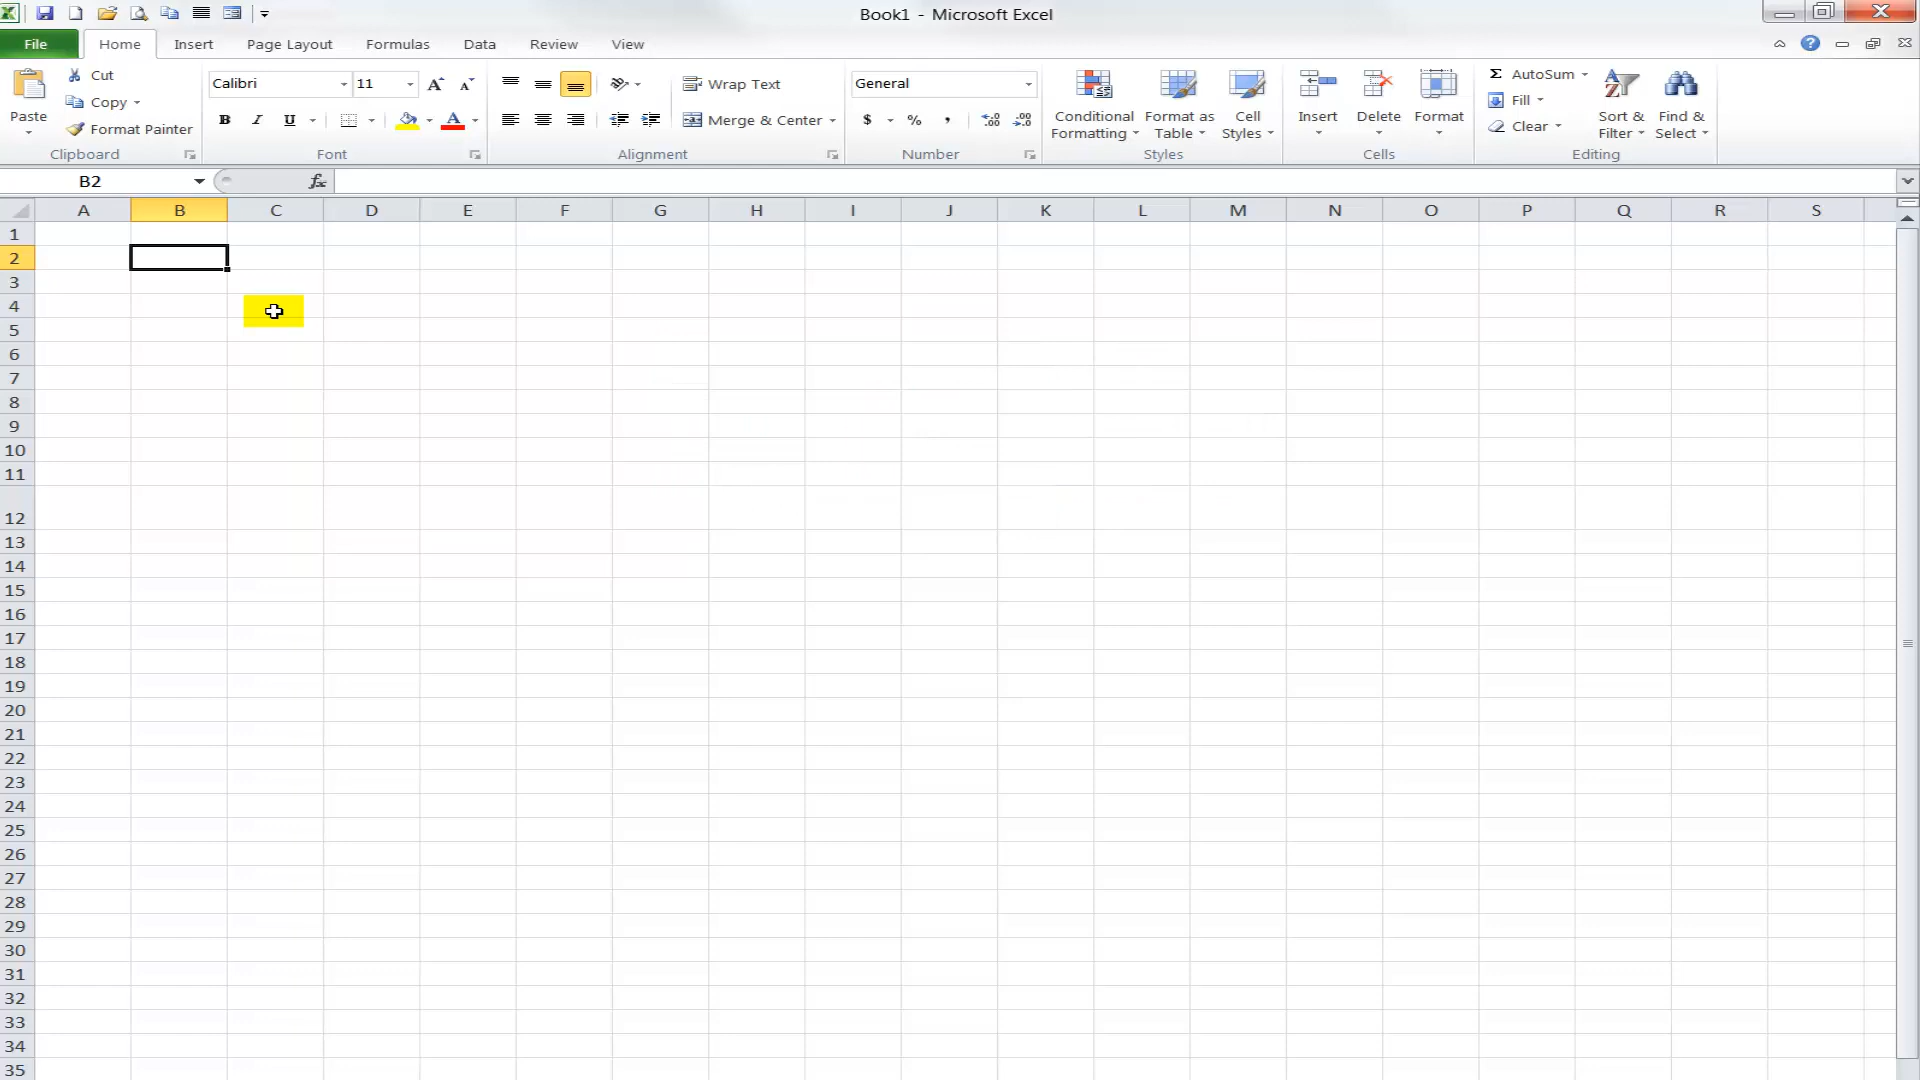 Book1 - Microsoft Excel
File Home Insert Page Layout Formulas Data Review View
Paste
Cut
Copy
Format Painter
Clipboard
Calibri 11
B I U
Font
Wrap Text
Merge & Center
Alignment
General
$ % ,
Number
Conditional Formatting
Format as Table
Cell Styles
Styles
Insert
Delete
Format
Cells
Σ AutoSum
Fill
Clear
Sort & Filter
Find & Select
Editing
B2 fx
A B C D E F G H I J K L M N O P Q R S
1
2
3
4
5
6
7
8
9
10
11
12
13
14
15
16
17
18
19
20
21
22
23
24
25
26
27
28
29
30
31
32
33
34
35